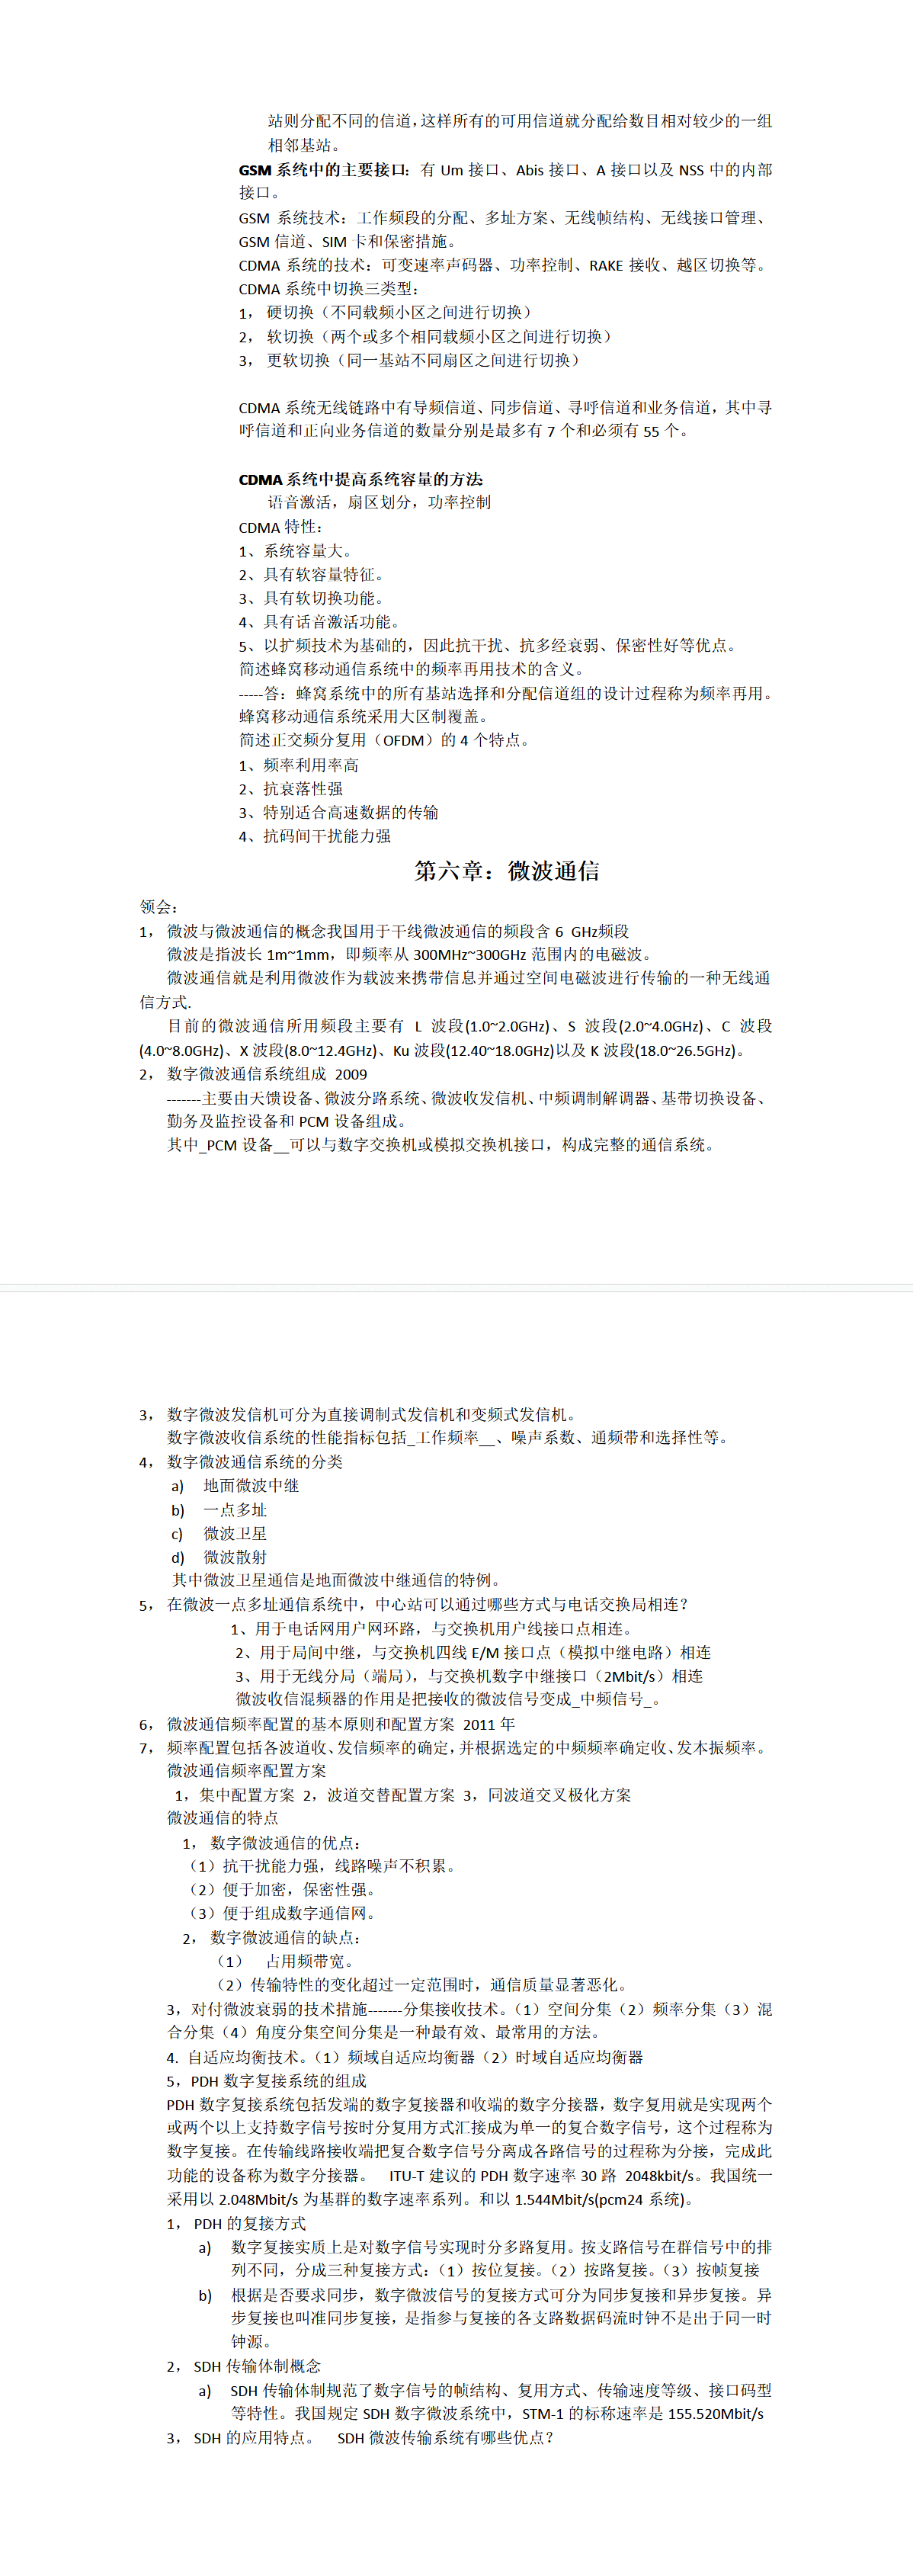 站则分配不同的信道，这样所有的可用信道就分配给数目相对较少的一组
相邻基站。
GSM 系统中的主要接口：有 Um 接口、Abis 接口、A 接口以及 NSS 中的内部
接口。
GSM 系统技术：工作频段的分配、多址方案、无线帧结构、无线接口管理、
GSM 信道、SIM 卡和保密措施。
CDMA 系统的技术：可变速率声码器、功率控制、RAKE 接收、越区切换等。
CDMA 系统中切换三类型：
1， 硬切换（不同载频小区之间进行切换）
2， 软切换（两个或多个相同载频小区之间进行切换）
3， 更软切换（同一基站不同扇区之间进行切换）
CDMA 系统无线链路中有导频信道、同步信道、寻呼信道和业务信道，其中寻
呼信道和正向业务信道的数量分别是最多有 7 个和必须有 55 个。
CDMA 系统中提高系统容量的方法:
语音激活，扇区划分，功率控制
CDMA 特性：
1、系统容量大。
2、具有软容量特征。
3、具有软切换功能。
4、具有话音激活功能。
5、以扩频技术为基础的，因此抗干扰、抗多经衰弱、保密性好等优点。
简述蜂窝移动通信系统中的频率再用技术的含义。
-----答：蜂窝系统中的所有基站选择和分配信道组的设计过程称为频率再用。
蜂窝移动通信系统采用大区制覆盖。
简述正交频分复用（OFDM）的 4 个特点。
1、频率利用率高
2、抗衰落性强
3、特别适合高速数据的传输
4、抗码间干扰能力强
第六章：微波通信
领会：
1， 微波与微波通信的概念我国用于干线微波通信的频段含 6 GHz频段
微波是指波长 1m~1mm，即频率从 300MHz~300GHz 范围内的电磁波。
微波通信就是利用微波作为载波来携带信息并通过空间电磁波进行传输的一种无线通
信方式.
目前的微波通信所用频段主要有 L 波段(1.0~2.0GHz)、S 波段(2.0~4.0GHz)、C 波段
(4.0~8.0GHz)、X 波段(8.0~12.4GHz)、Ku 波段(12.40~18.0GHz)以及 K 波段(18.0~26.5GHz)。
2， 数字微波通信系统组成 2009
-------主要由天馈设备、微波分路系统、微波收发信机、中频调制解调器、基带切换设备、
勤务及监控设备和 PCM 设备组成。
其中_PCM 设备__可以与数字交换机或模拟交换机接口，构成完整的通信系统。
3， 数字微波发信机可分为直接调制式发信机和变频式发信机。
数字微波收信系统的性能指标包括_工作频率__、噪声系数、通频带和选择性等。
4， 数字微波通信系统的分类
a) 地面微波中继
b) 一点多址
c) 微波卫星
d) 微波散射
其中微波卫星通信是地面微波中继通信的特例。
5， 在微波一点多址通信系统中，中心站可以通过哪些方式与电话交换局相连？
1、用于电话网用户网环路，与交换机用户线接口点相连。
2、用于局间中继，与交换机四线 E/M 接口点（模拟中继电路）相连
3、用于无线分局（端局），与交换机数字中继接口（2Mbit/s）相连
微波收信混频器的作用是把接收的微波信号变成_中频信号_。
6， 微波通信频率配置的基本原则和配置方案 2011 年
7， 频率配置包括各波道收、发信频率的确定，并根据选定的中频频率确定收、发本振频率。
微波通信频率配置方案
1，集中配置方案 2，波道交替配置方案 3，同波道交叉极化方案
微波通信的特点
1， 数字微波通信的优点：
（1）抗干扰能力强，线路噪声不积累。
（2）便于加密，保密性强。
（3）便于组成数字通信网。
2， 数字微波通信的缺点：
（1） 占用频带宽。
（2）传输特性的变化超过一定范围时，通信质量显著恶化。
3，对付微波衰弱的技术措施-------分集接收技术。（1）空间分集（2）频率分集（3）混
合分集（4）角度分集空间分集是一种最有效、最常用的方法。
4. 自适应均衡技术。（1）频域自适应均衡器（2）时域自适应均衡器
5，PDH 数字复接系统的组成
PDH 数字复接系统包括发端的数字复接器和收端的数字分接器，数字复用就是实现两个
或两个以上支持数字信号按时分复用方式汇接成为单一的复合数字信号，这个过程称为
数字复接。在传输线路接收端把复合数字信号分离成各路信号的过程称为分接，完成此
功能的设备称为数字分接器。 ITU-T 建议的 PDH 数字速率 30 路 2048kbit/s。我国统一
采用以 2.048Mbit/s 为基群的数字速率系列。和以 1.544Mbit/s(pcm24 系统)。
1， PDH 的复接方式
a) 数字复接实质上是对数字信号实现时分多路复用。按支路信号在群信号中的排
列不同，分成三种复接方式：（1）按位复接。（2）按路复接。（3）按帧复接
b) 根据是否要求同步，数字微波信号的复接方式可分为同步复接和异步复接。异
步复接也叫准同步复接，是指参与复接的各支路数据码流时钟不是出于同一时
钟源。
2， SDH 传输体制概念
a) SDH 传输体制规范了数字信号的帧结构、复用方式、传输速度等级、接口码型
等特性。我国规定 SDH 数字微波系统中，STM-1 的标称速率是 155.520Mbit/s
3， SDH 的应用特点。 SDH 微波传输系统有哪些优点？